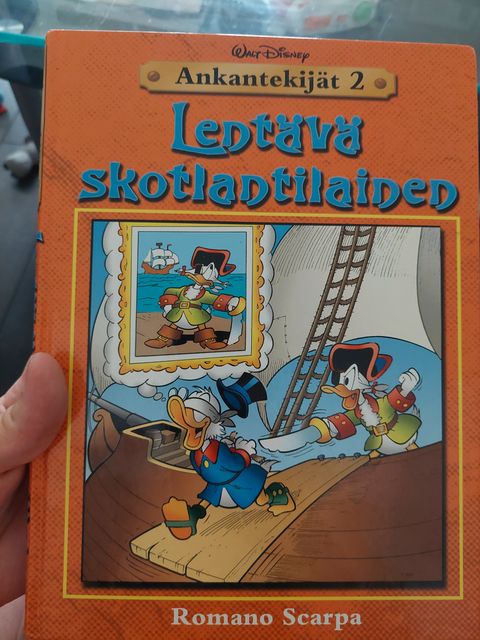 Walt Disney
Ankantekijät 2
Lentävä
skotlantilainen
Romano Scarpa